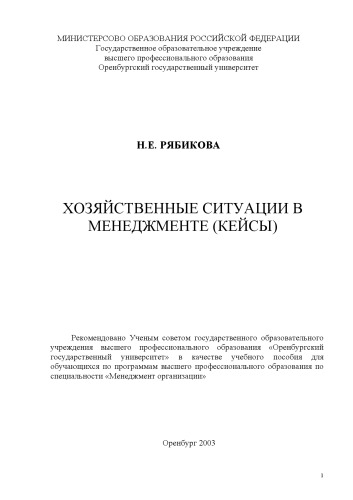 МИНИСТЕРСОВО ОБРАЗОВАНИЯ РОССИЙСКОЙ ФЕДЕРАЦИИ
Государственное образовательное учреждение
высшего профессионального образования
Оренбургский государственный университет
Н.Е. РЯБИКОВА
ХОЗЯЙСТВЕННЫЕ СИТУАЦИИ В
МЕНЕДЖМЕНТЕ (КЕЙСЫ)
Рекомендовано Ученым советом государственного образовательного
учреждения высшего профессионального образования «Оренбургский
государственный университет» в качестве учебного пособия для
обучающихся по программам высшего профессионального образования по
специальности «Менеджмент организации»
Оренбург 2003
1